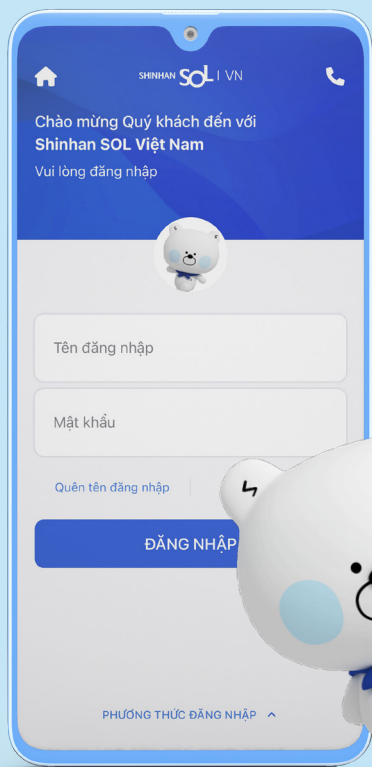 SHINHAN SOL | VN
Chào mừng Quý khách đến với
Shinhan SOL Việt Nam
Vui lòng đăng nhập
Tên đăng nhập
Mật khẩu
Quên tên đăng nhập
ĐĂNG NHẬP
PHƯƠNG THỨC ĐĂNG NHẬP